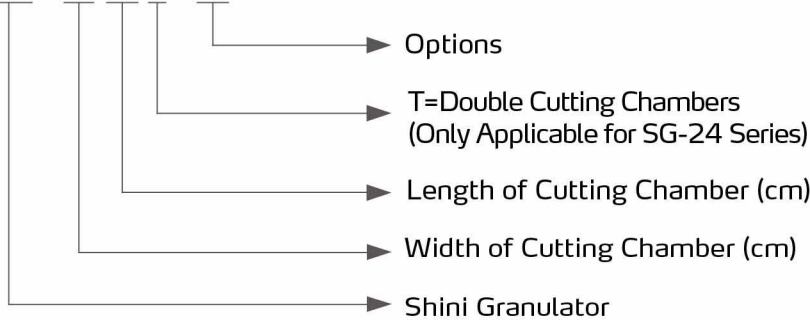 Options
T=Double Cutting Chambers
(Only Applicable for SG-24 Series)
Length of Cutting Chamber (cm)
Width of Cutting Chamber (cm)
Shini Granulator